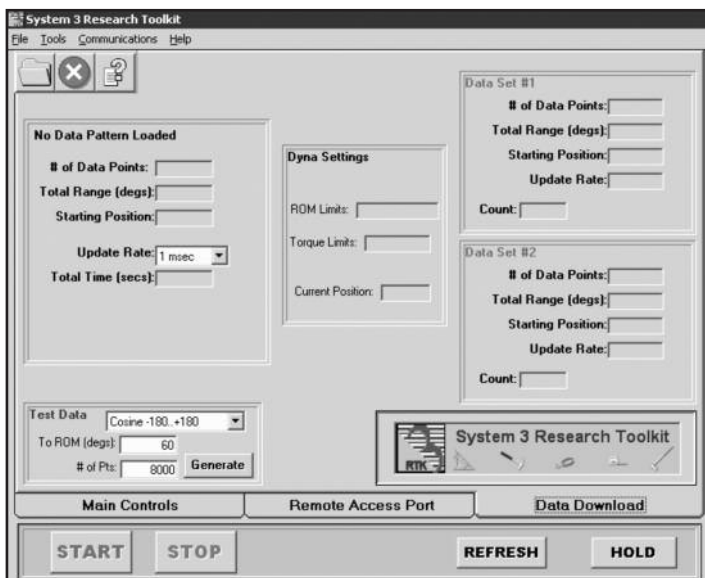 System 3 Research Toolkit
File Tools Communications Help
No Data Pattern Loaded
# of Data Points:
Total Range (degs):
Starting Position:
Update Rate: 1 msec
Total Time (secs):
Dyna Settings
ROM Limits:
Torque Limits:
Current Position:
Data Set #1
# of Data Points:
Total Range (degs):
Starting Position:
Update Rate:
Count:
Data Set #2
# of Data Points:
Total Range (degs):
Starting Position:
Update Rate:
Count:
Test Data Cosine -180..+180
To ROM (degs): 60
# of Pts: 8000 Generate
RTK
System 3 Research Toolkit
Main Controls Remote Access Port Data Download
START STOP REFRESH HOLD